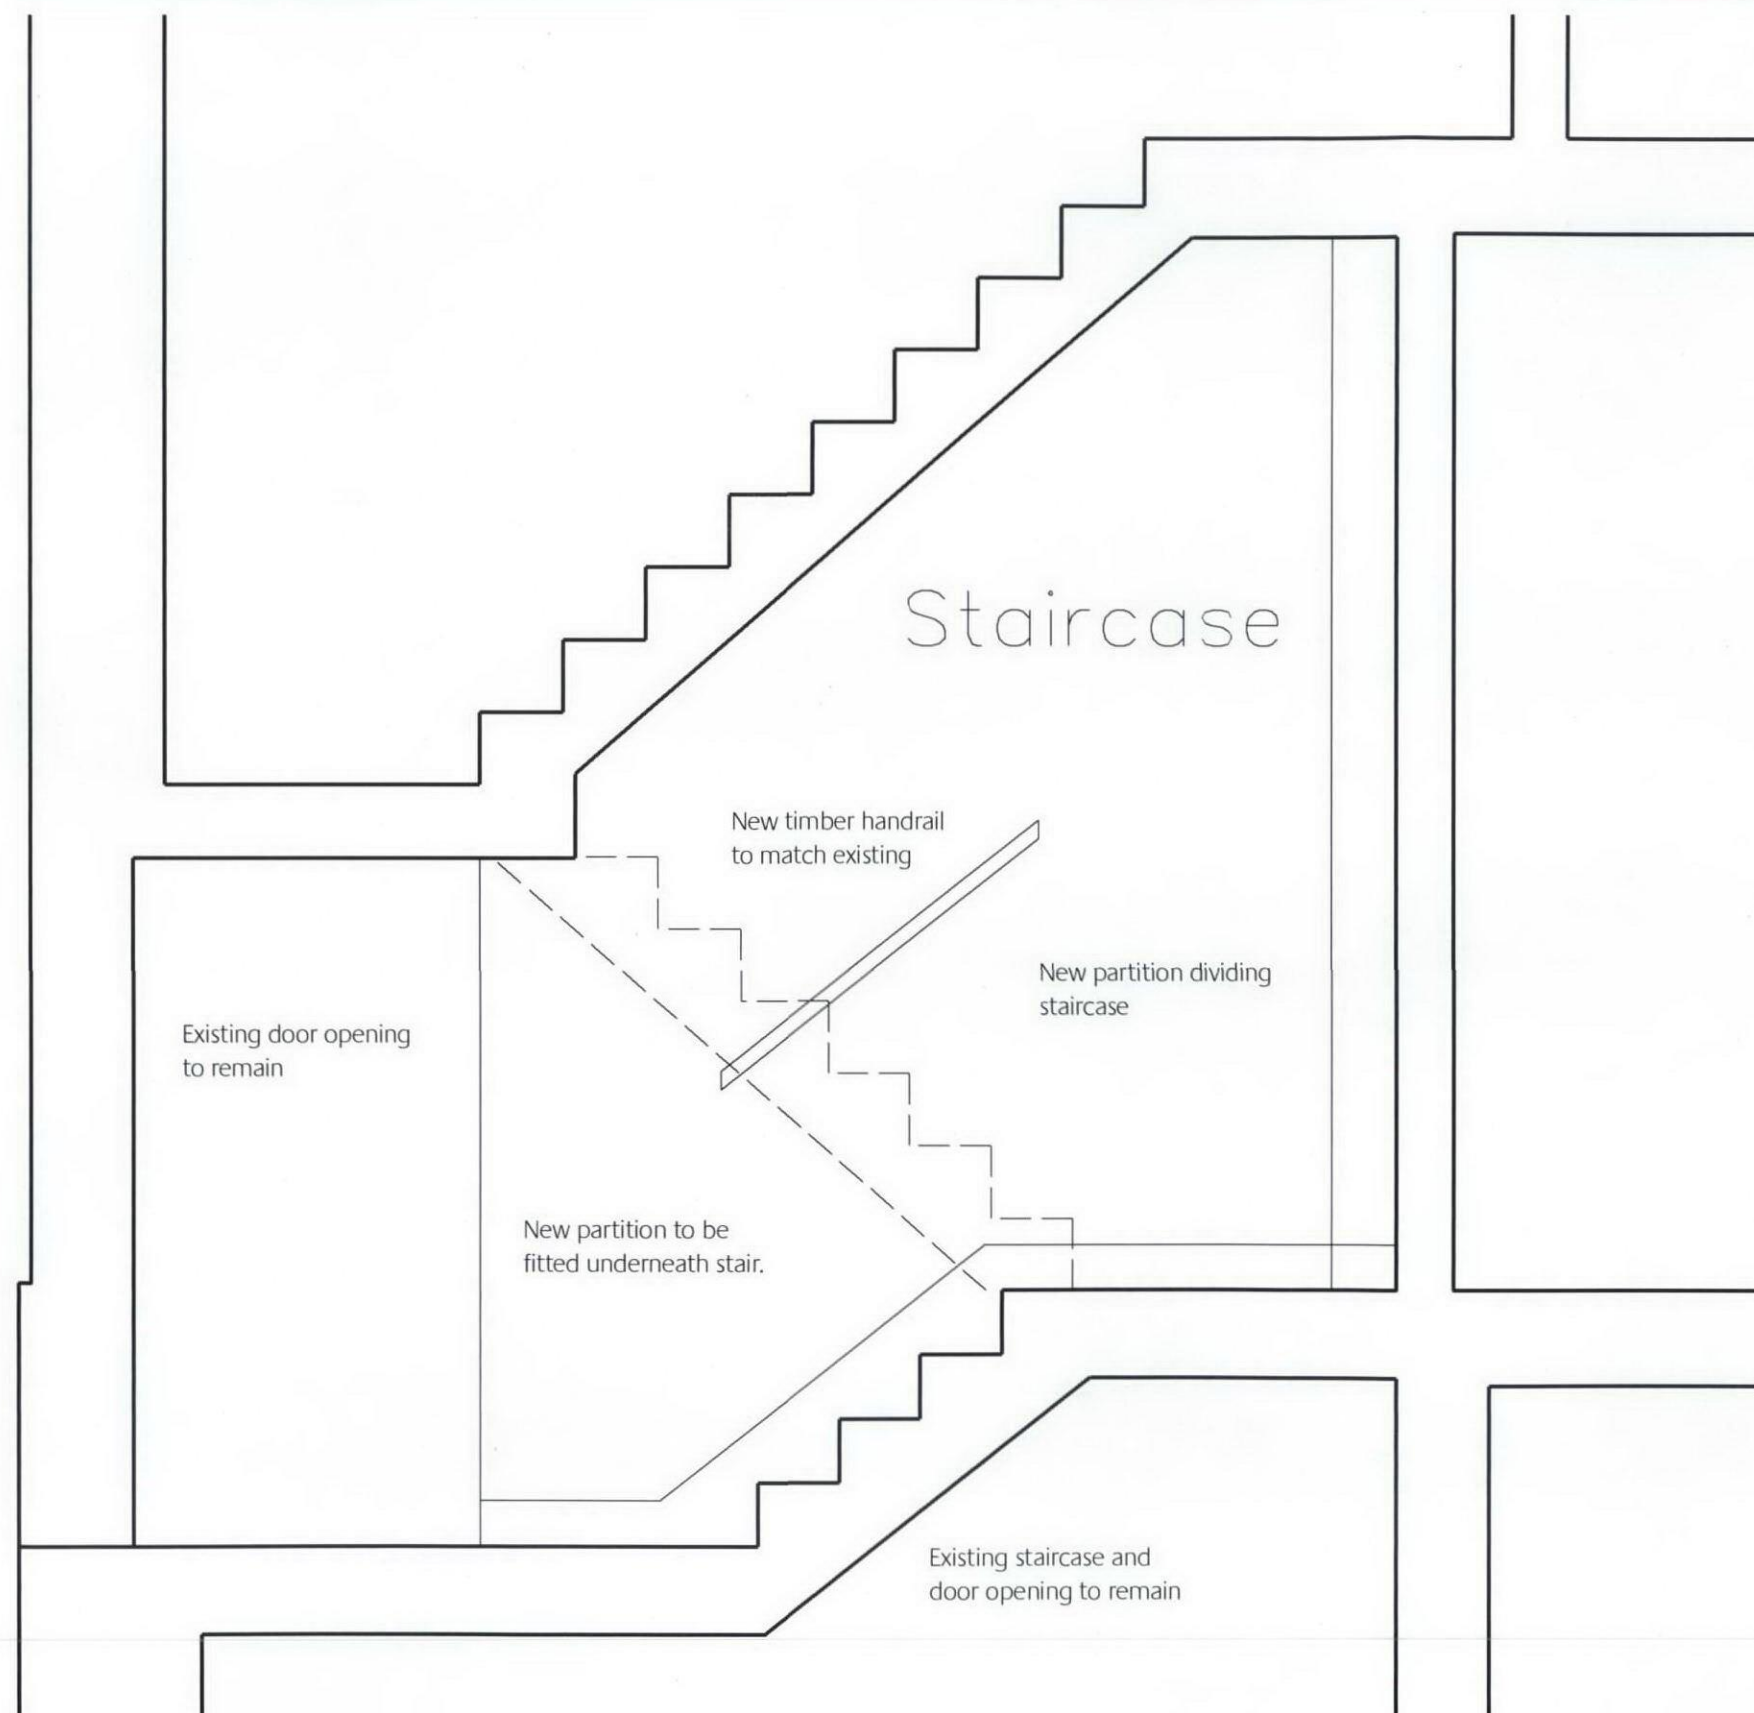 Staircase
New timber handrail
to match existing
New partition dividing
staircase
Existing door opening
to remain
New partition to be
fitted underneath stair.
Existing staircase and
door opening to remain